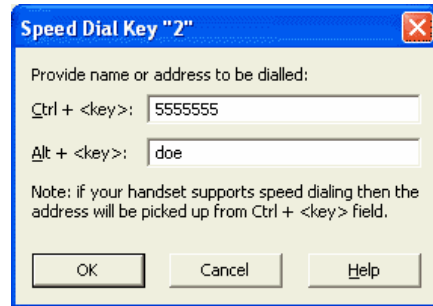 Speed Dial Key "2"
Provide name or address to be dialled:
Ctrl + <key>: 5555555
Alt + <key>: doe
Note: if your handset supports speed dialing then the
address will be picked up from Ctrl + <key> field.
OK Cancel Help